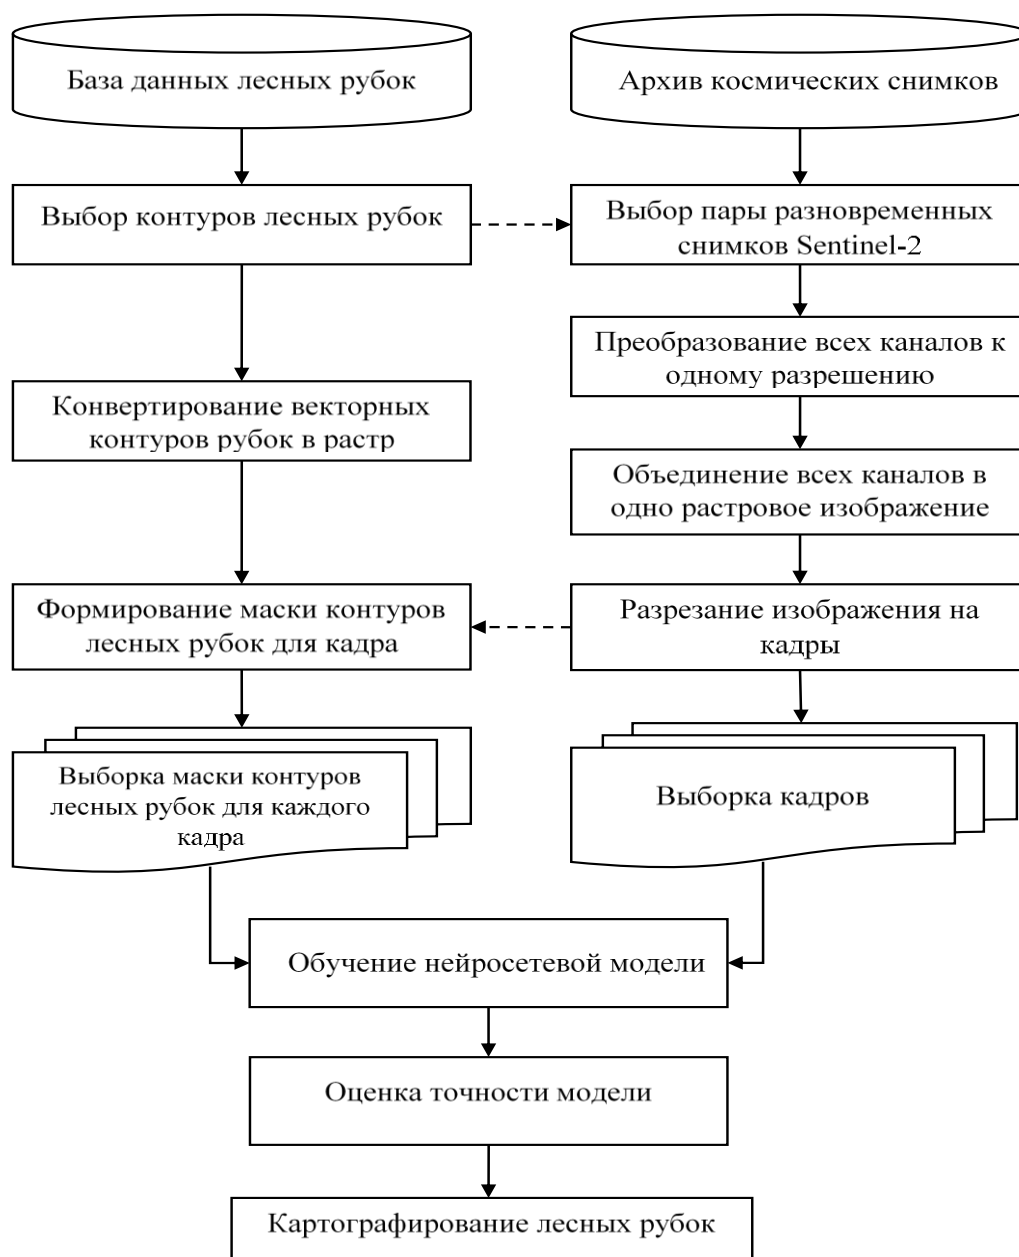 База данных лесных рубок
Архив космических снимков
Выбор контуров лесных рубок
Выбор пары разновременных
снимков Sentinel-2
Преобразование всех каналов к
одному разрешению
Конвертирование векторных
контуров рубок в растр
Объединение всех каналов в
одно растровое изображение
Формирование маски контуров
лесных рубок для кадра
Разрезание изображения на
кадры
Выборка маски контуров
лесных рубок для каждого
кадра
Выборка кадров
Обучение нейросетевой модели
Оценка точности модели
Картографирование лесных рубок